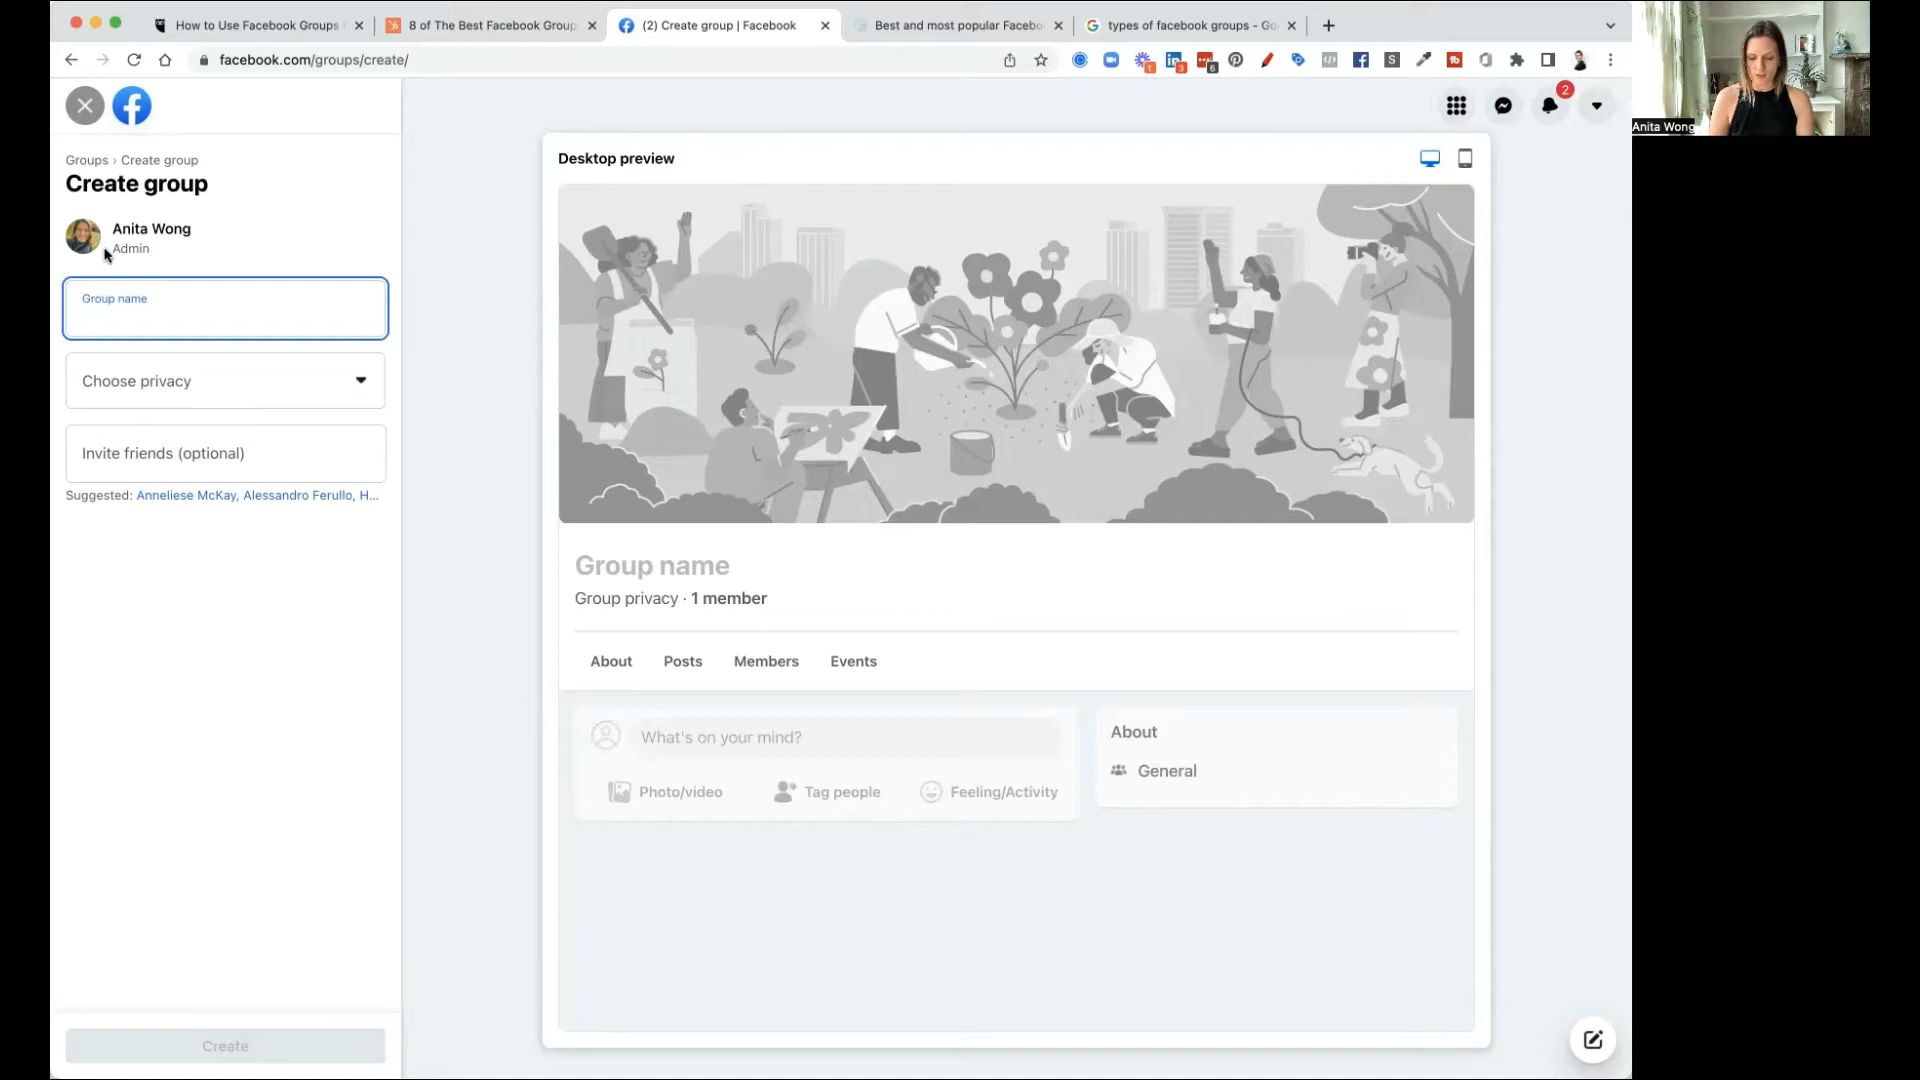 How to Use Facebook Groups
8 of The Best Facebook Group
(2) Create group | Facebook
Best and most popular Facebo
types of facebook groups - Go
facebook.com/groups/create/
1
3
6
Anita Wong
2
Groups › Create group
Create group
Anita Wong
Admin
Group name
Choose privacy
Invite friends (optional)
Suggested: Anneliese McKay, Alessandro Ferullo, H...
Create
Desktop preview
Group name
Group privacy · 1 member
About
Posts
Members
Events
What's on your mind?
Photo/video
Tag people
Feeling/Activity
About
General